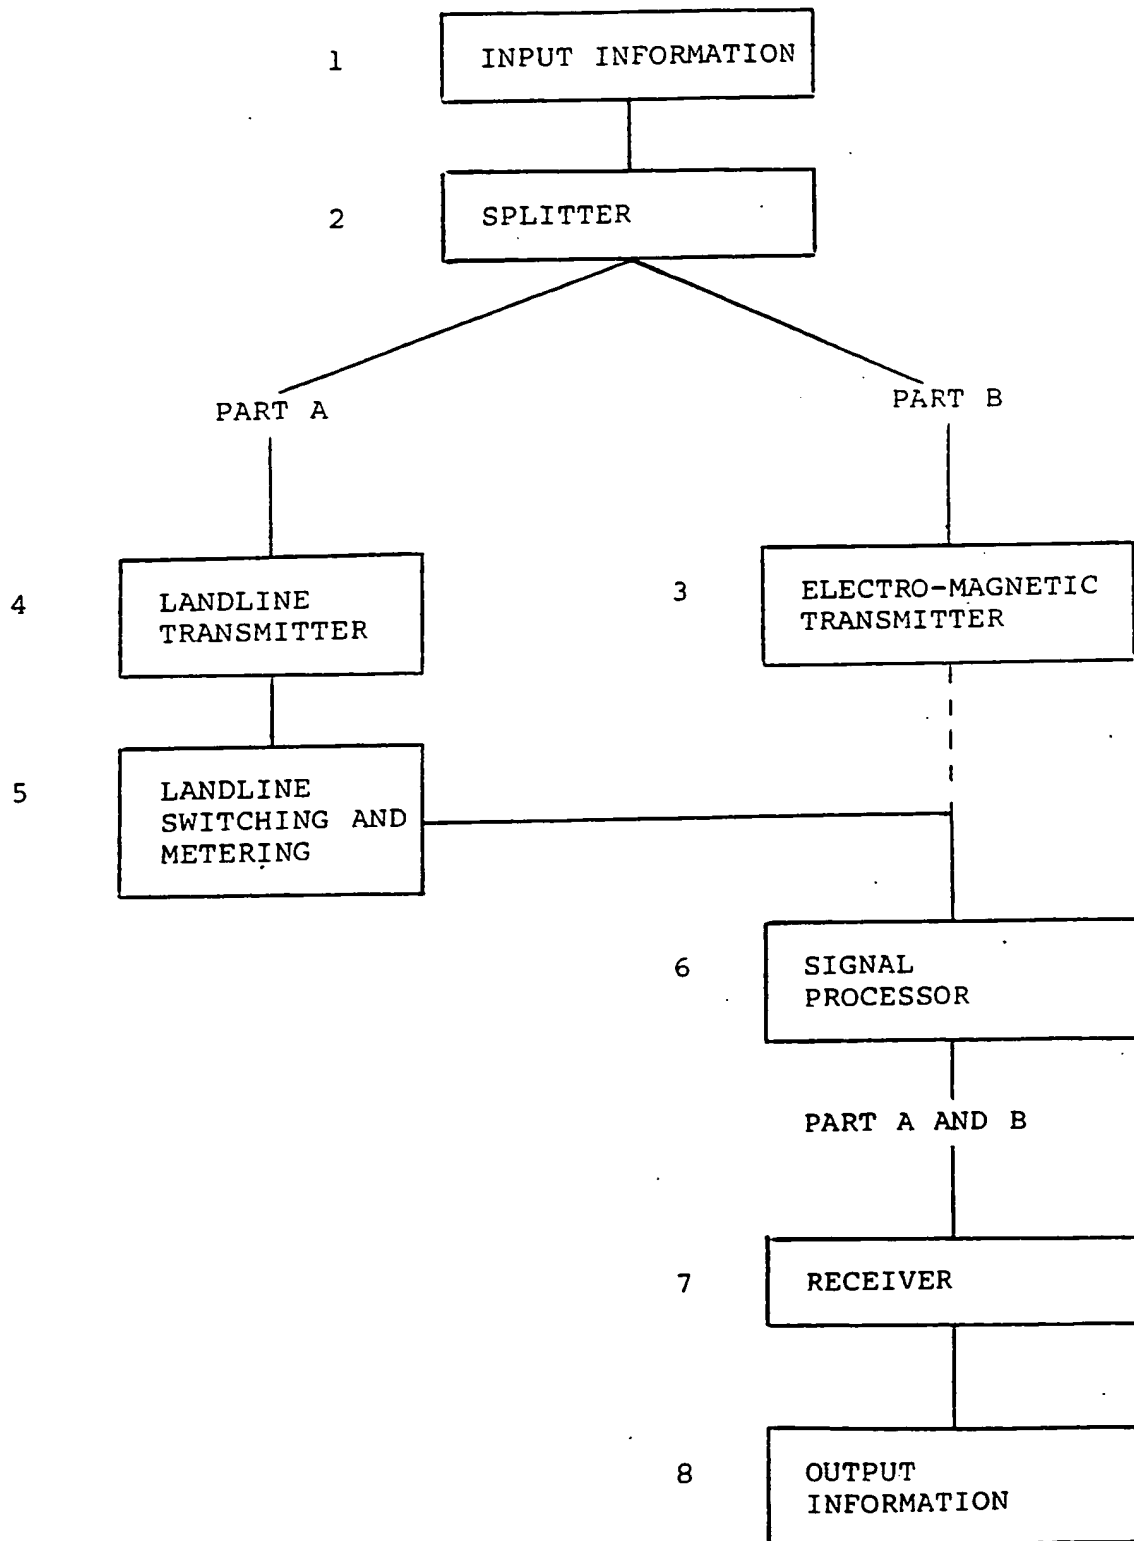 1 INPUT INFORMATION
2 SPLITTER
PART A PART B
4 LANDLINE 3 ELECTRO-MAGNETIC
TRANSMITTER TRANSMITTER
5 LANDLINE
SWITCHING AND
METERING
6 SIGNAL
PROCESSOR
PART A AND B
7 RECEIVER
8 OUTPUT
INFORMATION